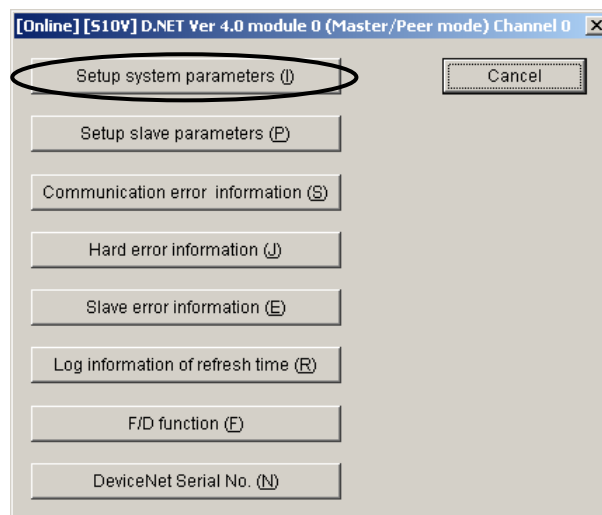 [Online] [S10V] D.NET Ver 4.0 module 0 (Master/Peer mode) Channel 0
Setup system parameters (I)
Cancel
Setup slave parameters (P)
Communication error information (S)
Hard error information (J)
Slave error information (E)
Log information of refresh time (R)
F/D function (F)
DeviceNet Serial No. (N)